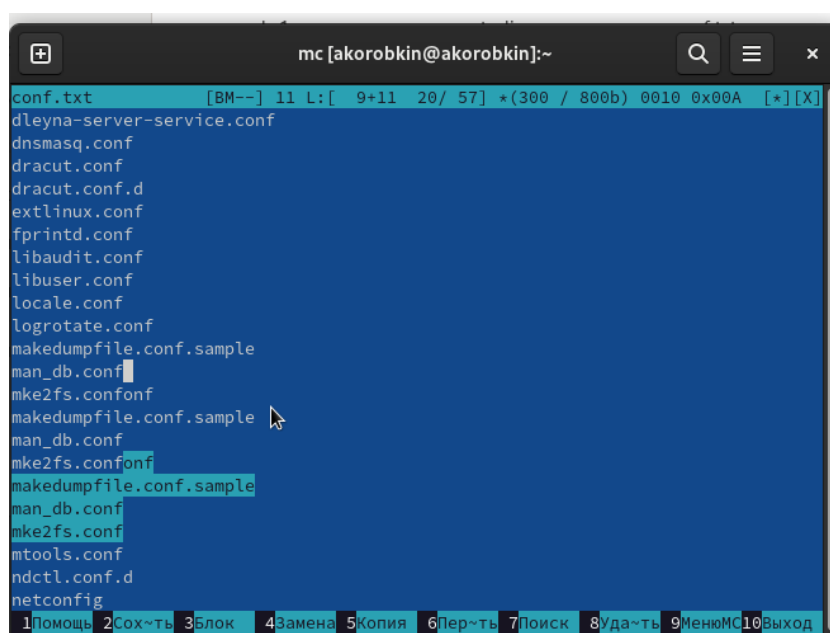 mc [akorobkin@akorobkin]:~
conf.txt [BM--] 11 L:[ 9+11 20/ 57] *(300 / 800b) 0010 0x00A [*][X]
dleyna-server-service.conf
dnsmasq.conf
dracut.conf
dracut.conf.d
extlinux.conf
fprintd.conf
libaudit.conf
libuser.conf
locale.conf
logrotate.conf
makedumpfile.conf.sample
man_db.conf
mke2fs.confonf
makedumpfile.conf.sample
man_db.conf
mke2fs.confonf
makedumpfile.conf.sample
man_db.conf
mke2fs.conf
mtools.conf
ndctl.conf.d
netconfig
1Помощь 2Сох~ть 3Блок 4Замена 5Копия 6Пер~ть 7Поиск 8Уда~ть 9МенюMC10Выход